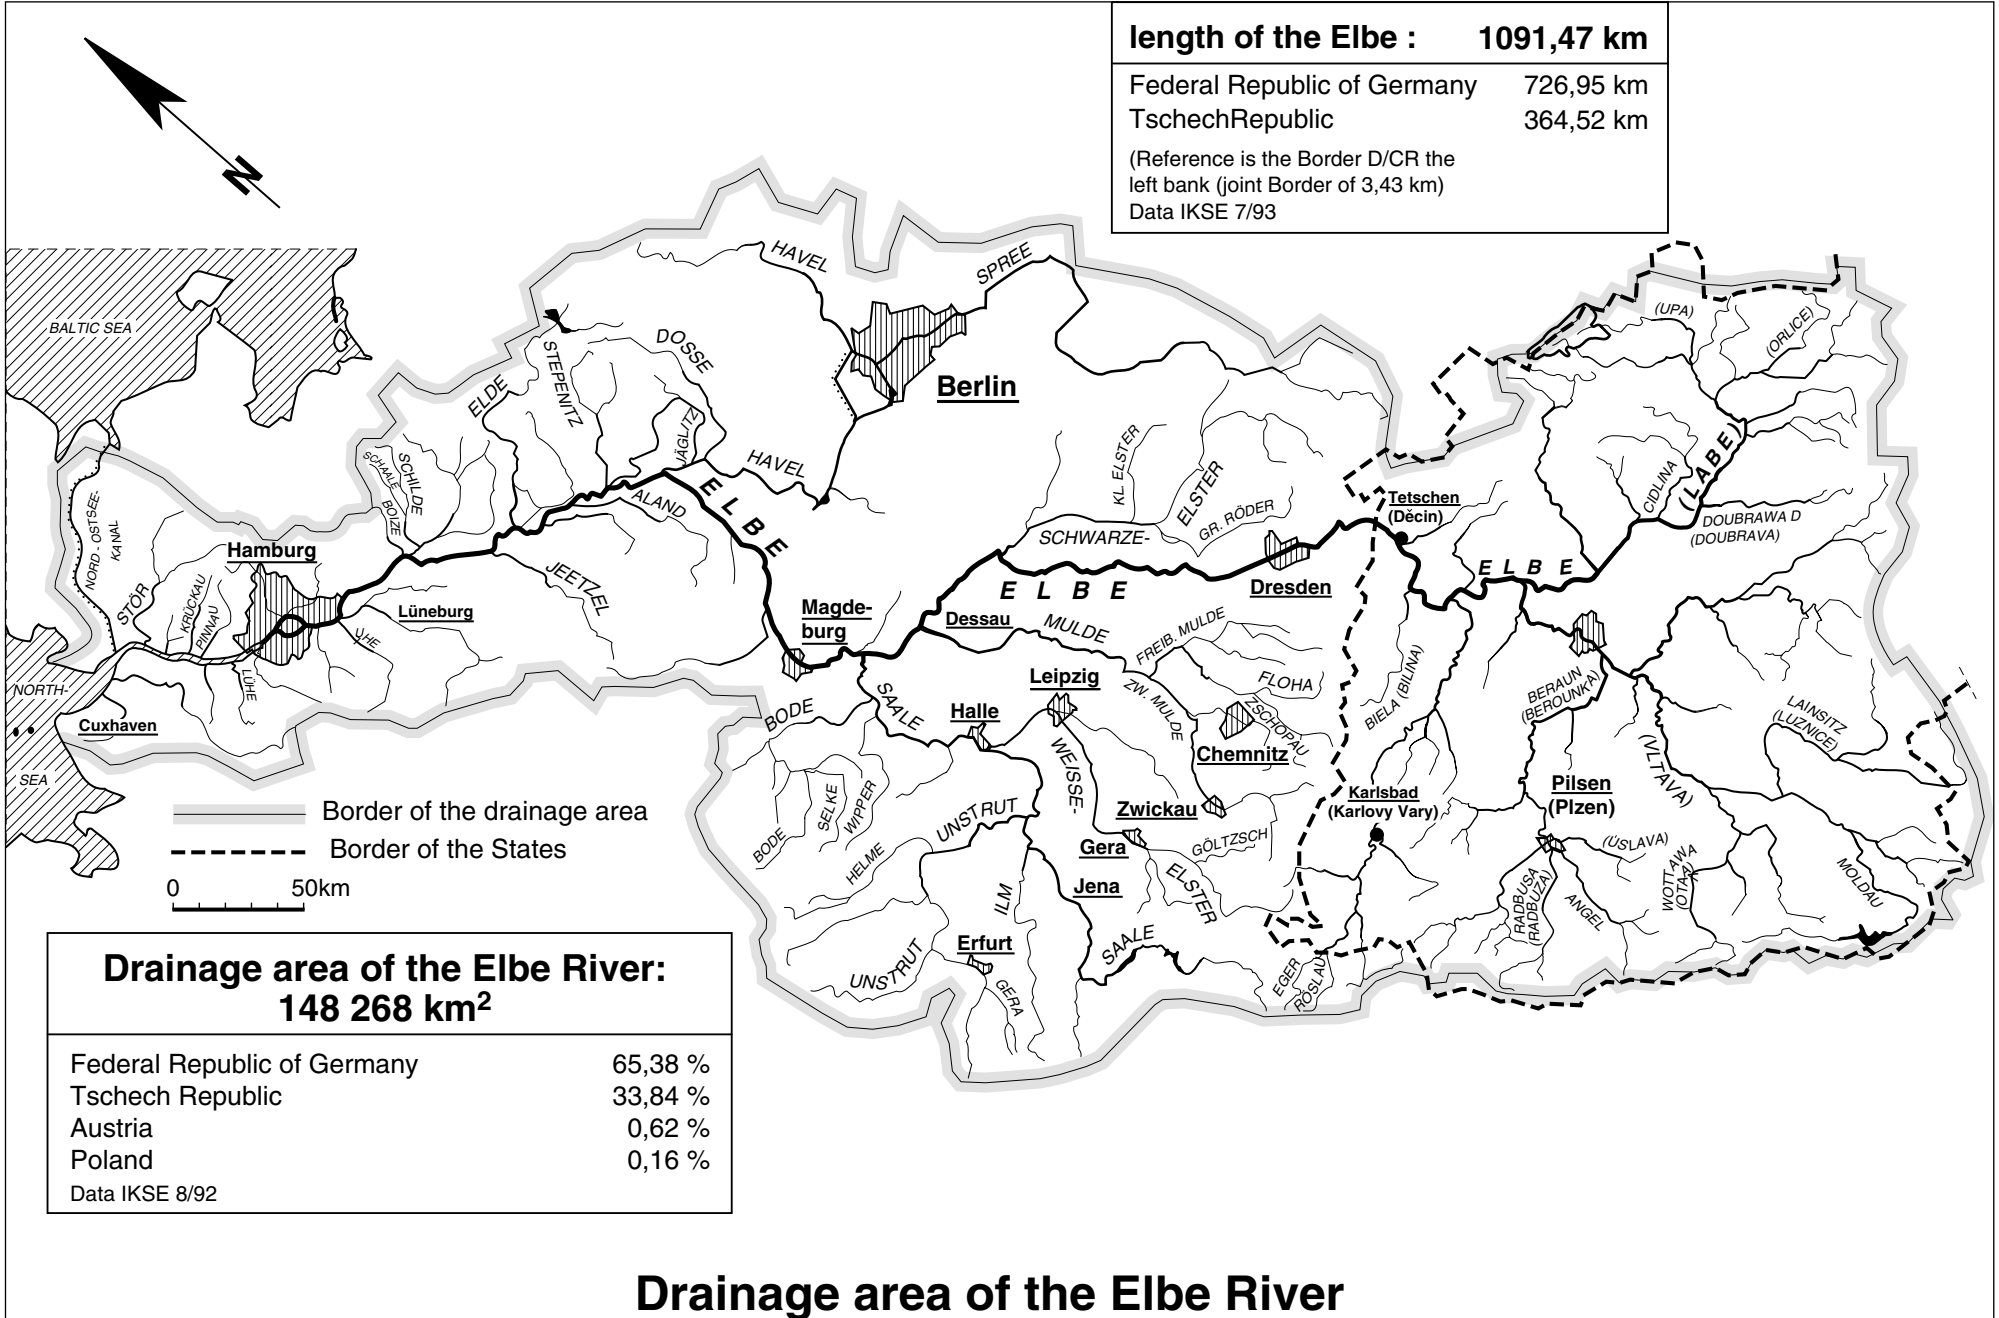 length of the Elbe : 1091,47 km
Federal Republic of Germany 726,95 km
TschechRepublic 364,52 km
(Reference is the Border D/CR the
left bank (joint Border of 3,43 km)
Data IKSE 7/93
N
BALTIC SEA
HAVEL
SPREE
(UPA)
(ORLICE)
DOSSE
STEPENITZ
ELDE
Berlin
JÄGLITZ
SCHAALE
SCHILDE
BOIZE
HAVEL
KL. ELSTER
ELSTER
CIDLINA
(LABE)
ELBE
ALAND
NORD - OSTSEE-
KANAL
GR. RÖDER
Tetschen
(Děcin)
DOUBRAWA D
(DOUBRAVA)
SCHWARZE-
Hamburg
STÖR
KRÜCKAU
PINNAU
JEETZEL
ELBE
ELBE
Dresden
Lüneburg
Magde-
burg
Dessau
MULDE
FREIB. MULDE
LÜHE
Leipzig
ZW. MULDE
FLOHA
ZSCHOPAU
BIELA (BILINA)
BERAUN
(BEROUNKA)
NORTH-
SEA
Cuxhaven
BODE
SAALE
Halle
WEISSE-
Chemnitz
(VLTAVA)
LAINSITZ
(LUZNICE)
Karlsbad
(Karlovy Vary)
Pilsen
(Plzen)
Border of the drainage area
Border of the States
0 50km
BODE
SELKE
WIPPER
UNSTRUT
HELME
Zwickau
Gera
GÖLTZSCH
(ÚSLAVA)
WOTTAWA
(OTAA)
MOLDAU
Jena
ELSTER
ILM
RADBUSA
(RADBUZA)
ANGEL
Erfurt
SAALE
UNSTRUT
GERA
EGER
RÖSLAU
Drainage area of the Elbe River:
148 268 km2
Federal Republic of Germany 65,38 %
Tschech Republic 33,84 %
Austria 0,62 %
Poland 0,16 %
Data IKSE 8/92
Drainage area of the Elbe River